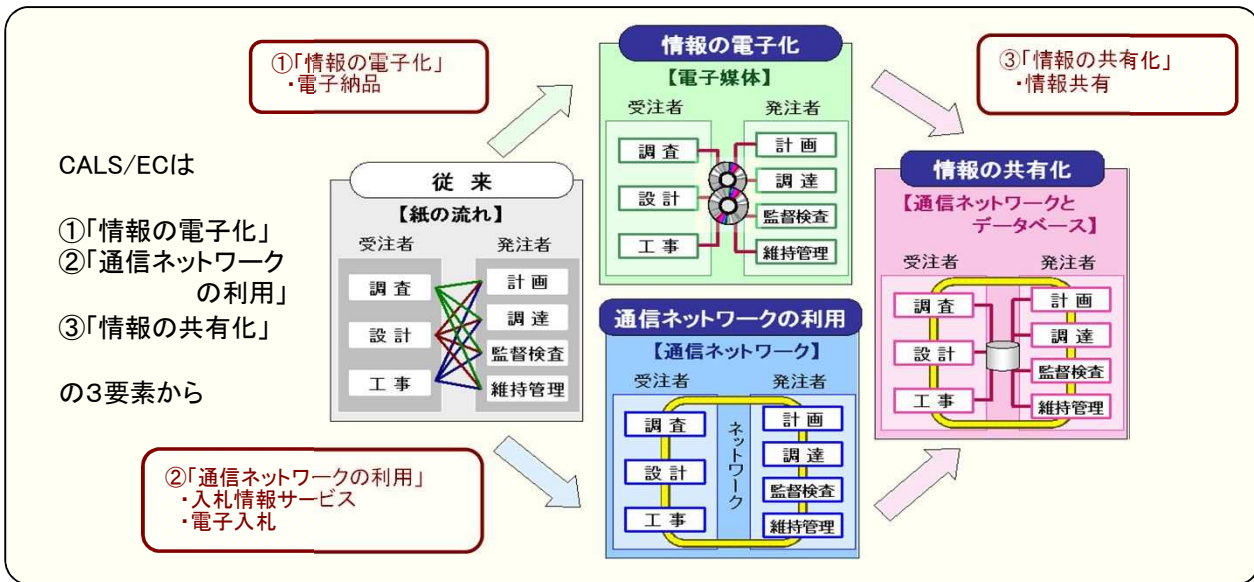 CALS/ECは
①「情報の電子化」
②「通信ネットワーク
の利用」
③「情報の共有化」
の3要素から
①「情報の電子化」
・電子納品
従 来
【紙の流れ】
受注者
発注者
調 査
設 計
工 事
計 画
調 達
監督検査
維持管理
②「通信ネットワークの利用」
・入札情報サービス
・電子入札
情報の電子化
【電子媒体】
受注者
発注者
調 査
設 計
工 事
計 画
調 達
監督検査
維持管理
通信ネットワークの利用
【通信ネットワーク】
受注者
発注者
調 査
設 計
工 事
ネットワーク
計 画
調 達
監督検査
維持管理
③「情報の共有化」
・情報共有
情報の共有化
【通信ネットワークと
データベース】
受注者
発注者
調 査
設 計
工 事
計 画
調 達
監督検査
維持管理